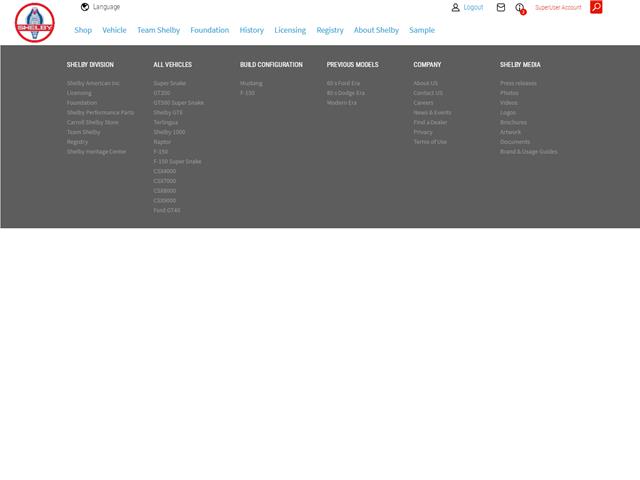 SHELBY
Language
Logout
2
SuperUser Account
Shop Vehicle Team Shelby Foundation History Licensing Registry About Shelby Sample
SHELBY DIVISION
Shelby American Inc
Licensing
Foundation
Shelby Performance Parts
Carroll Shelby Store
Team Shelby
Registry
Shelby Heritage Center
ALL VEHICLES
Super Snake
GT350
GT500 Super Snake
Shelby GTE
Terlingua
Shelby 1000
Raptor
F-150
F-150 Super Snake
CSX4000
CSX7000
CSX8000
CSX9000
Ford GT40
BUILD CONFIGURATION
Mustang
F-150
PREVIOUS MODELS
60 s Ford Era
80 s Dodge Era
Modern Era
COMPANY
About US
Contact US
Careers
News & Events
Find a Dealer
Privacy
Terms of Use
SHELBY MEDIA
Press releases
Photos
Videos
Logos
Brochures
Artwork
Documents
Brand & Usage Guides